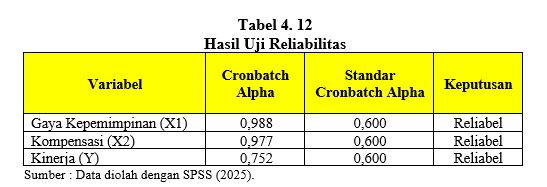 Tabel 4. 12
Hasil Uji Reliabilitas
Variabel Cronbatch Alpha Standar Cronbatch Alpha Keputusan
Gaya Kepemimpinan (X1) 0,988 0,600 Reliabel
Kompensasi (X2) 0,977 0,600 Reliabel
Kinerja (Y) 0,752 0,600 Reliabel
Sumber : Data diolah dengan SPSS (2025).